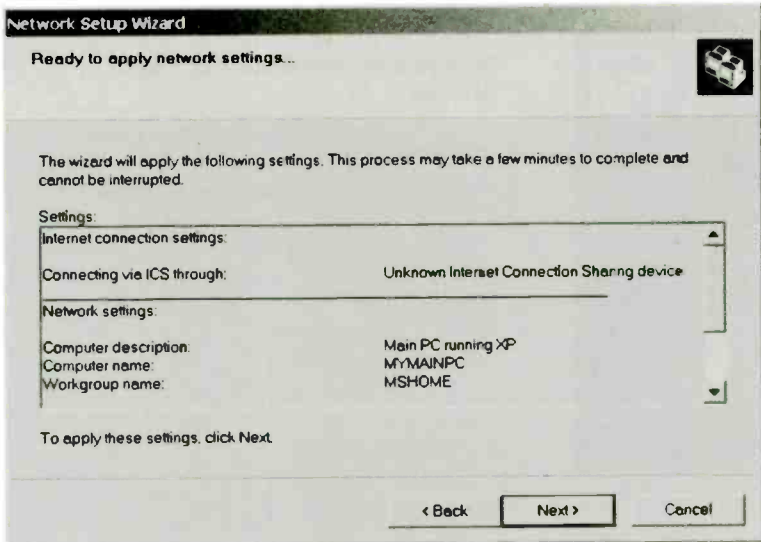 Network Setup Wizard
Ready to apply network settings...
The wizard will apply the following settings. This process may take a few minutes to complete and
cannot be interrupted.
Settings:
Internet connection settings:
Connecting via ICS through: Unknown Internet Connection Sharing device
Network settings:
Computer description: Main PC running XP
Computer name: MYMAINPC
Workgroup name: MSHOME
To apply these settings, click Next.
< Back Next > Cancel